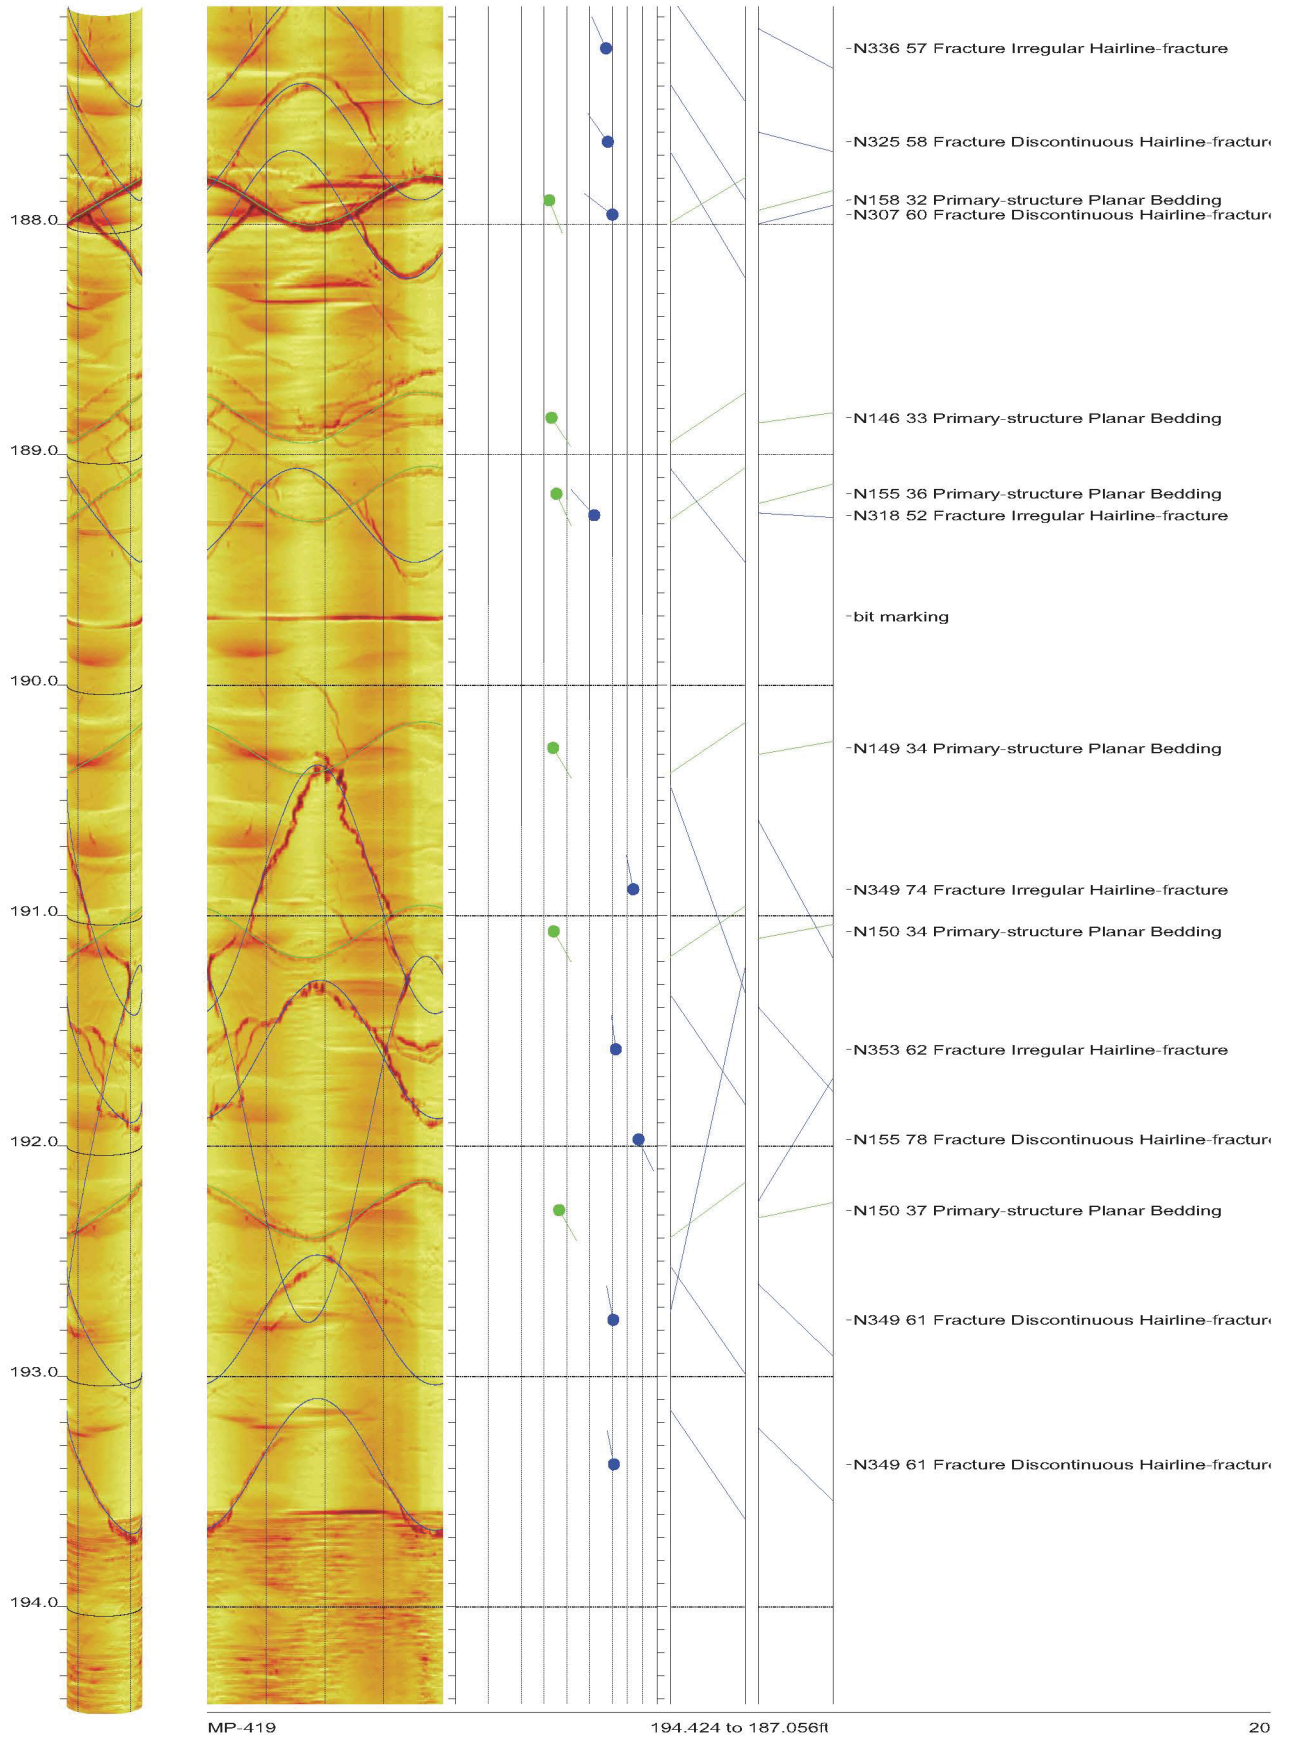 -N336 57 Fracture Irregular Hairline-fracture
-N325 58 Fracture Discontinuous Hairline-fracture
-N158 32 Primary-structure Planar Bedding
188.0
-N307 60 Fracture Discontinuous Hairline-fracture
-N146 33 Primary-structure Planar Bedding
189.0
-N155 36 Primary-structure Planar Bedding
-N318 52 Fracture Irregular Hairline-fracture
-bit marking
190.0
-N149 34 Primary-structure Planar Bedding
-N349 74 Fracture Irregular Hairline-fracture
191.0
-N150 34 Primary-structure Planar Bedding
-N353 62 Fracture Irregular Hairline-fracture
192.0
-N155 78 Fracture Discontinuous Hairline-fracture
-N150 37 Primary-structure Planar Bedding
-N349 61 Fracture Discontinuous Hairline-fracture
193.0
-N349 61 Fracture Discontinuous Hairline-fracture
194.0
MP-419 194.424 to 187.056ft 20